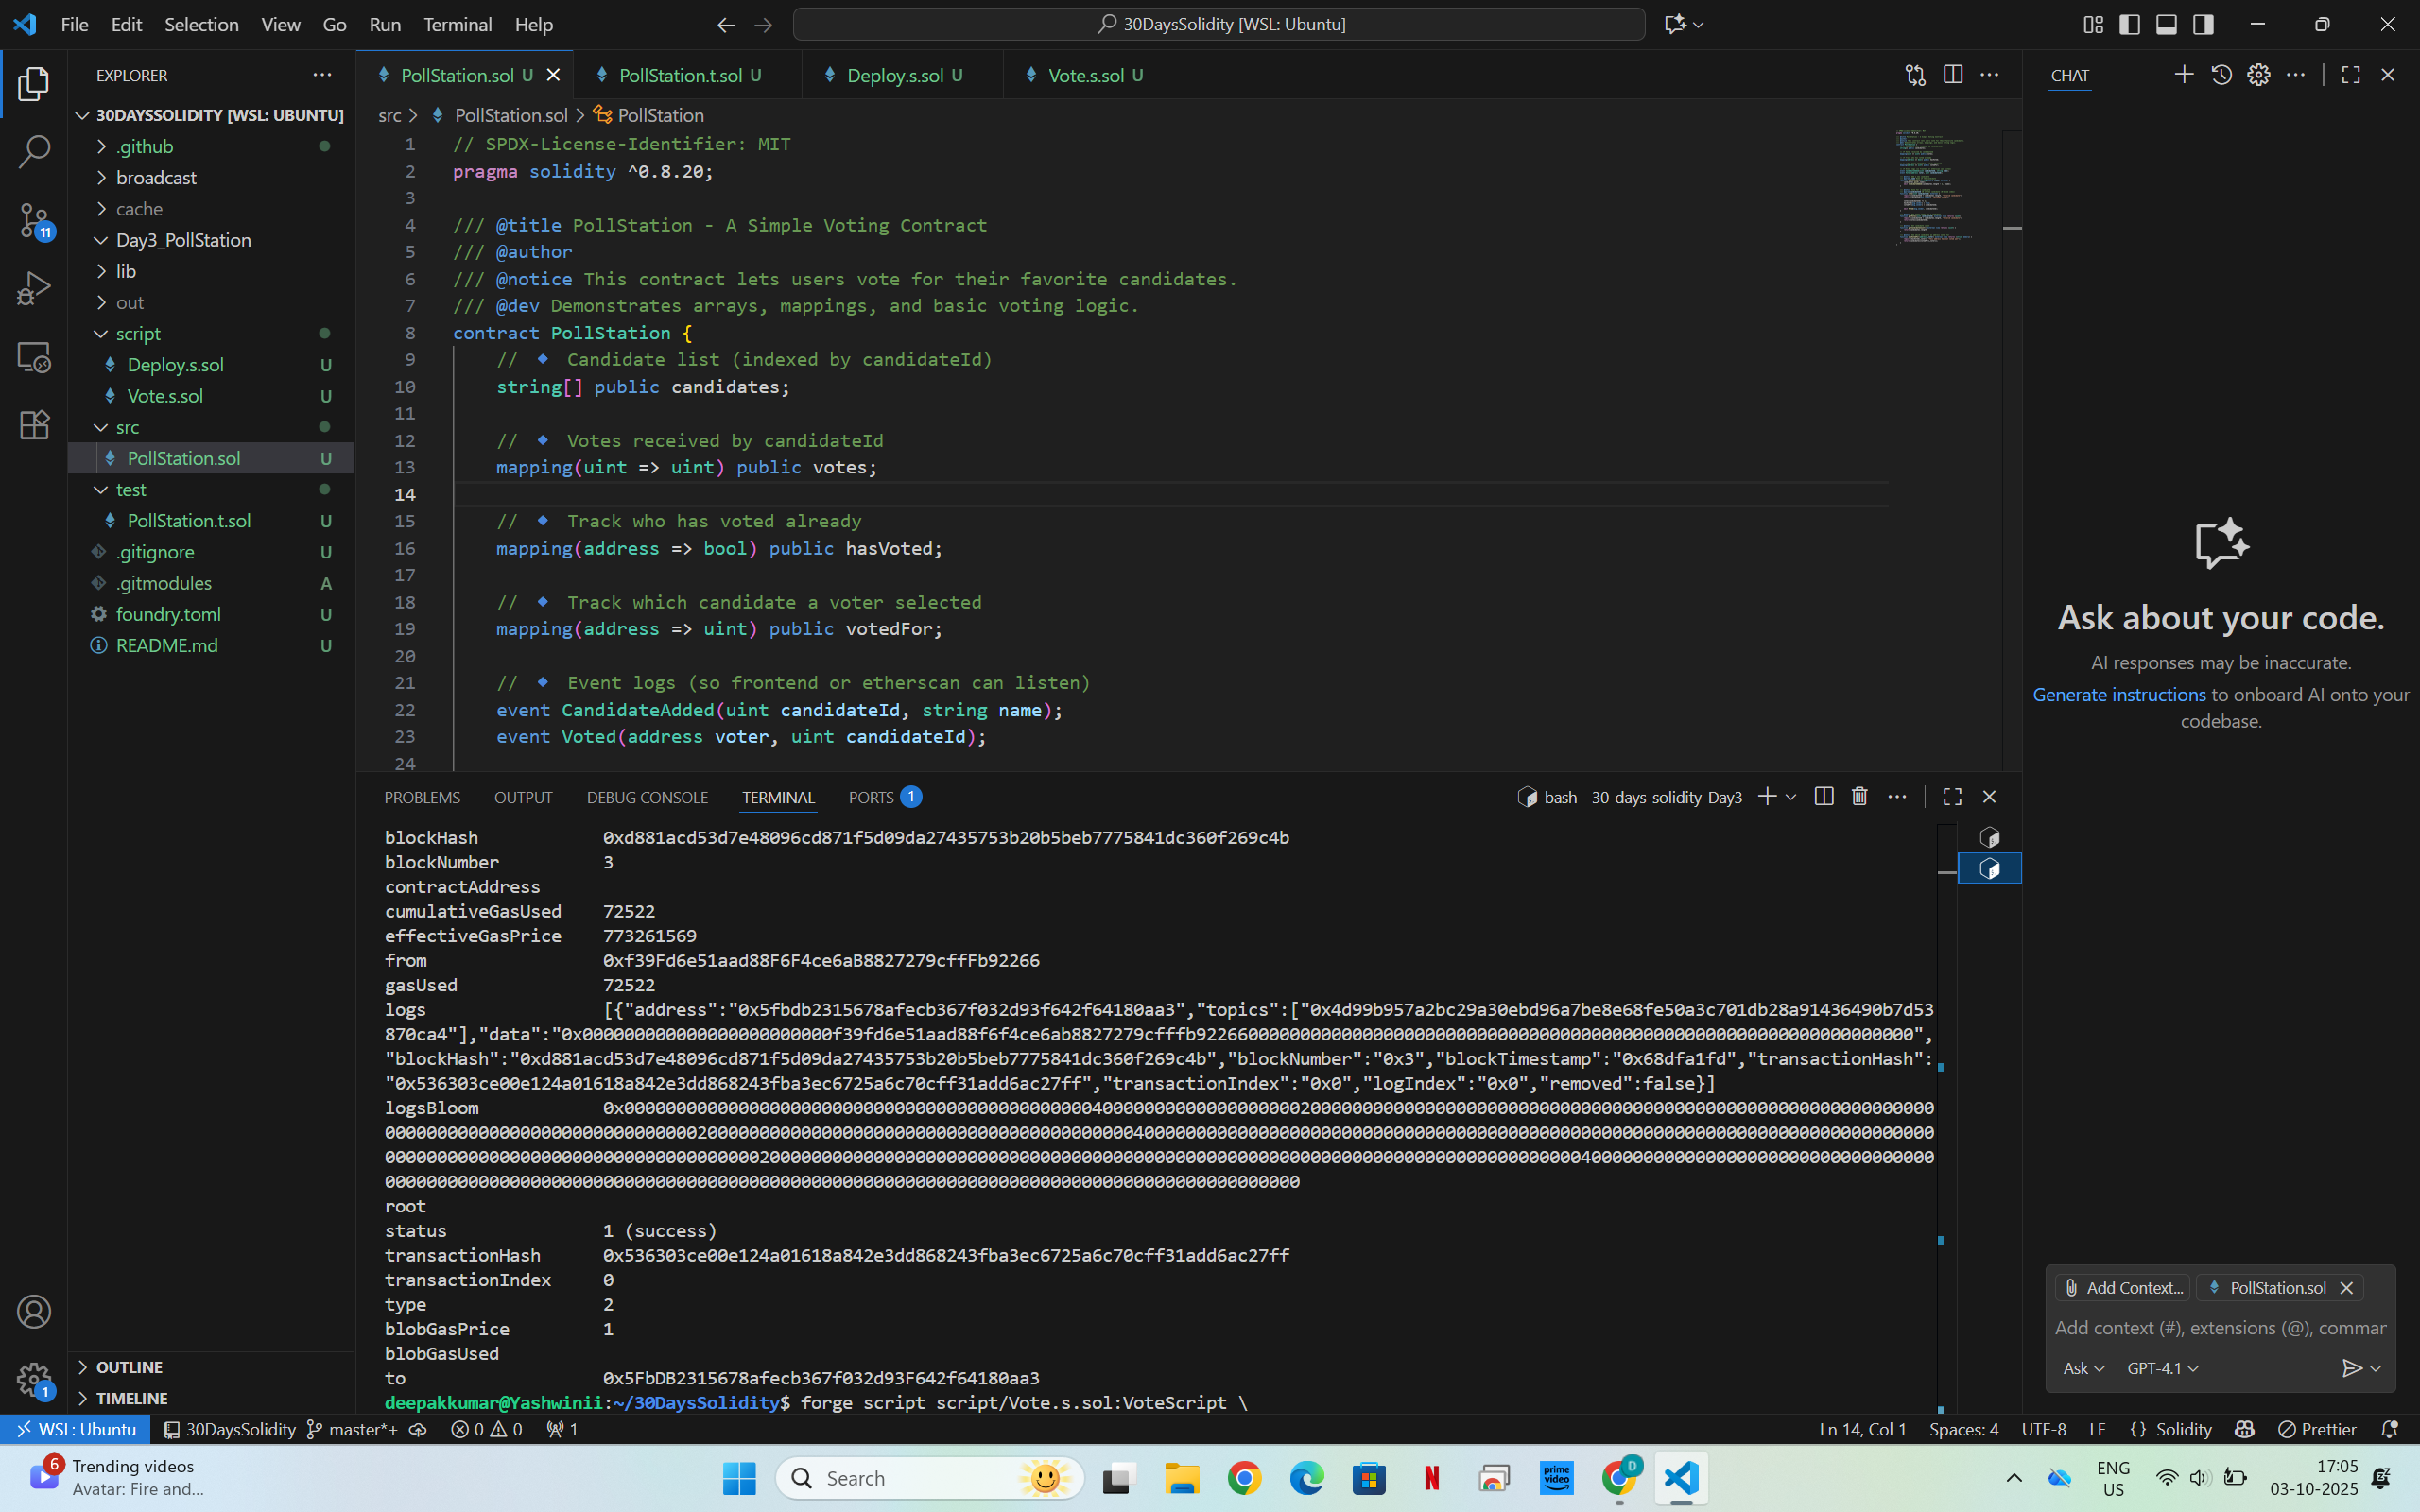 File Edit Selection View Go Run Terminal Help
30DaysSolidity [WSL: Ubuntu]
EXPLORER
30DAYSSOLIDITY [WSL: UBUNTU]
.github
broadcast
cache
Day3_PollStation
lib
out
script
Deploy.s.sol U
Vote.s.sol U
src
PollStation.sol U
test
PollStation.t.sol U
.gitignore U
.gitmodules A
foundry.toml U
README.md U
OUTLINE
TIMELINE
11
1
PollStation.sol U
PollStation.t.sol U
Deploy.s.sol U
Vote.s.sol U
src > PollStation.sol > PollStation
1 // SPDX-License-Identifier: MIT
2 pragma solidity ^0.8.20;
3
4 /// @title PollStation - A Simple Voting Contract
5 /// @author
6 /// @notice This contract lets users vote for their favorite candidates.
7 /// @dev Demonstrates arrays, mappings, and basic voting logic.
8 contract PollStation {
9 // 🔹 Candidate list (indexed by candidateId)
10 string[] public candidates;
11
12 // 🔹 Votes received by candidateId
13 mapping(uint => uint) public votes;
14
15 // 🔹 Track who has voted already
16 mapping(address => bool) public hasVoted;
17
18 // 🔹 Track which candidate a voter selected
19 mapping(address => uint) public votedFor;
20
21 // 🔹 Event logs (so frontend or etherscan can listen)
22 event CandidateAdded(uint candidateId, string name);
23 event Voted(address voter, uint candidateId);
24
PROBLEMS OUTPUT DEBUG CONSOLE TERMINAL PORTS 1
bash - 30-days-solidity-Day3
blockHash 0xd881acd53d7e48096cd871f5d09da27435753b20b5beb7775841dc360f269c4b
blockNumber 3
contractAddress
cumulativeGasUsed 72522
effectiveGasPrice 773261569
from 0xf39Fd6e51aad88F6F4ce6aB8827279cffFb92266
gasUsed 72522
logs [{"address":"0x5fbdb2315678afecb367f032d93f642f64180aa3","topics":["0x4d99b957a2bc29a30ebd96a7be8e68fe50a3c701db28a91436490b7d53
870ca4"],"data":"0x000000000000000000000000f39fd6e51aad88f6f4ce6ab8827279cfffb922660000000000000000000000000000000000000000000000000000000000000000",
"blockHash":"0xd881acd53d7e48096cd871f5d09da27435753b20b5beb7775841dc360f269c4b","blockNumber":"0x3","blockTimestamp":"0x68dfa1fd","transactionHash":
"0x536303ce00e124a01618a842e3dd868243fba3ec6725a6c70cff31add6ac27ff","transactionIndex":"0x0","logIndex":"0x0","removed":false}]
logsBloom
root
status 1 (success)
transactionHash 0x536303ce00e124a01618a842e3dd868243fba3ec6725a6c70cff31add6ac27ff
transactionIndex 0
type 2
blobGasPrice 1
blobGasUsed
to 0x5FbDB2315678afecb367f032d93F642f64180aa3
deepakkumar@Yashwinii:~/30DaysSolidity$ forge script script/Vote.s.sol:VoteScript \
CHAT
Ask about your code.
AI responses may be inaccurate.
Generate instructions to onboard AI onto your
codebase.
Add Context... PollStation.sol
Add context (#), extensions (@), commar
Ask GPT-4.1
WSL: Ubuntu 30DaysSolidity master*+ 0 0 1
Ln 14, Col 1 Spaces: 4 UTF-8 LF {} Solidity Prettier
6
Trending videos
Avatar: Fire and...
Search
N
prime video
D
ENG
US
17:05
03-10-2025